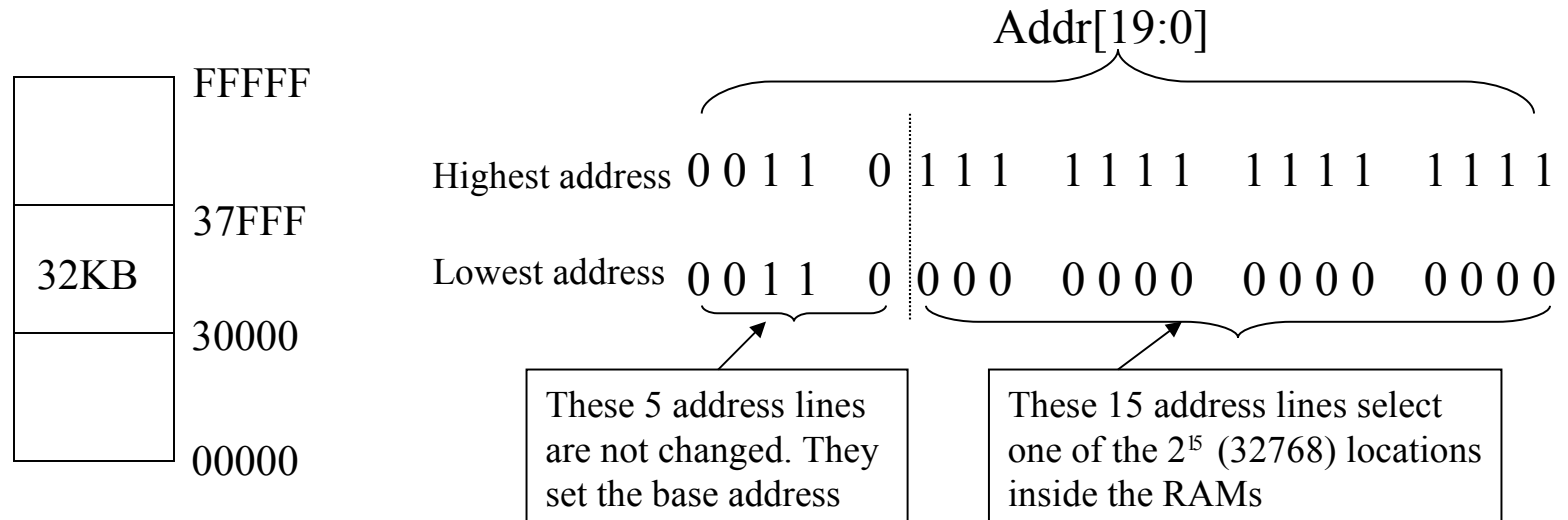 Addr[19:0]
FFFFF
37FFF
32KB
30000
00000
Highest address 0 0 1 1 0 1 1 1 1 1 1 1 1 1 1 1 1 1 1 1
Lowest address 0 0 1 1 0 0 0 0 0 0 0 0 0 0 0 0 0 0 0 0
These 5 address lines
are not changed. They
set the base address
These 15 address lines select
one of the 2¹⁵ (32768) locations
inside the RAMs